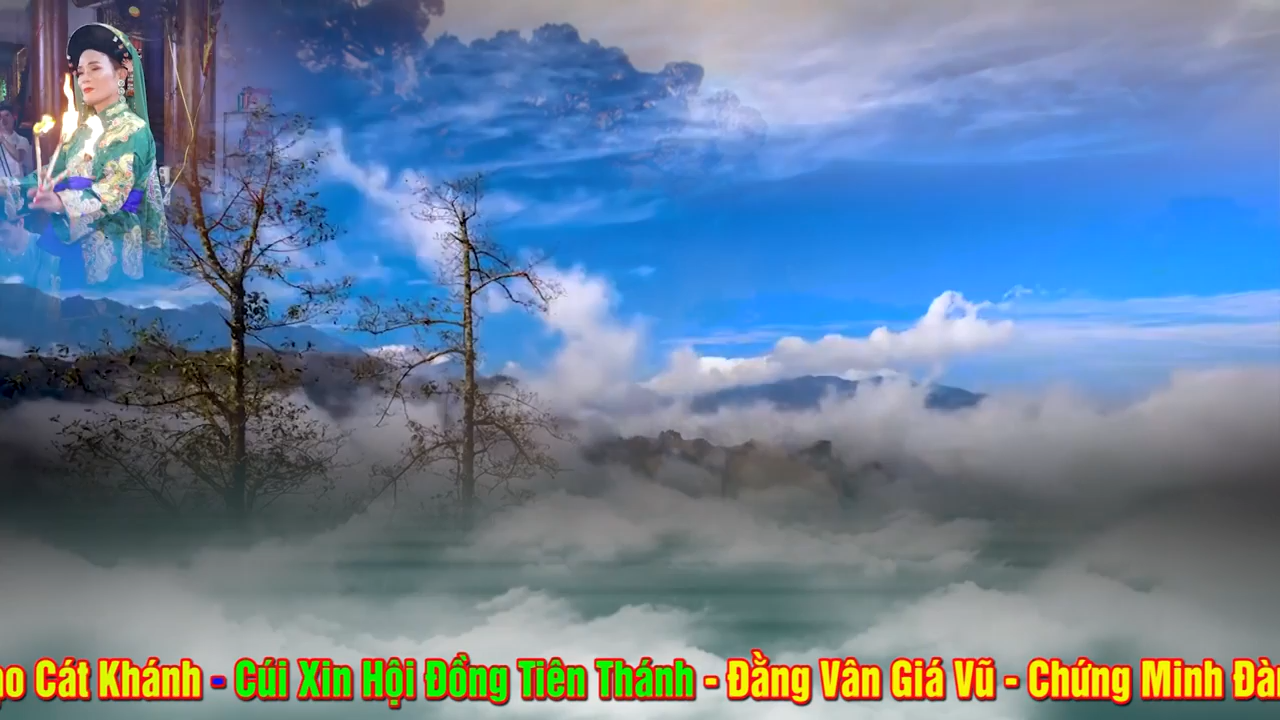 Cát Khánh - Cúi Xin Hội Đồng Tiên Thánh - Đằng Vân Giá Vũ - Chứng Minh